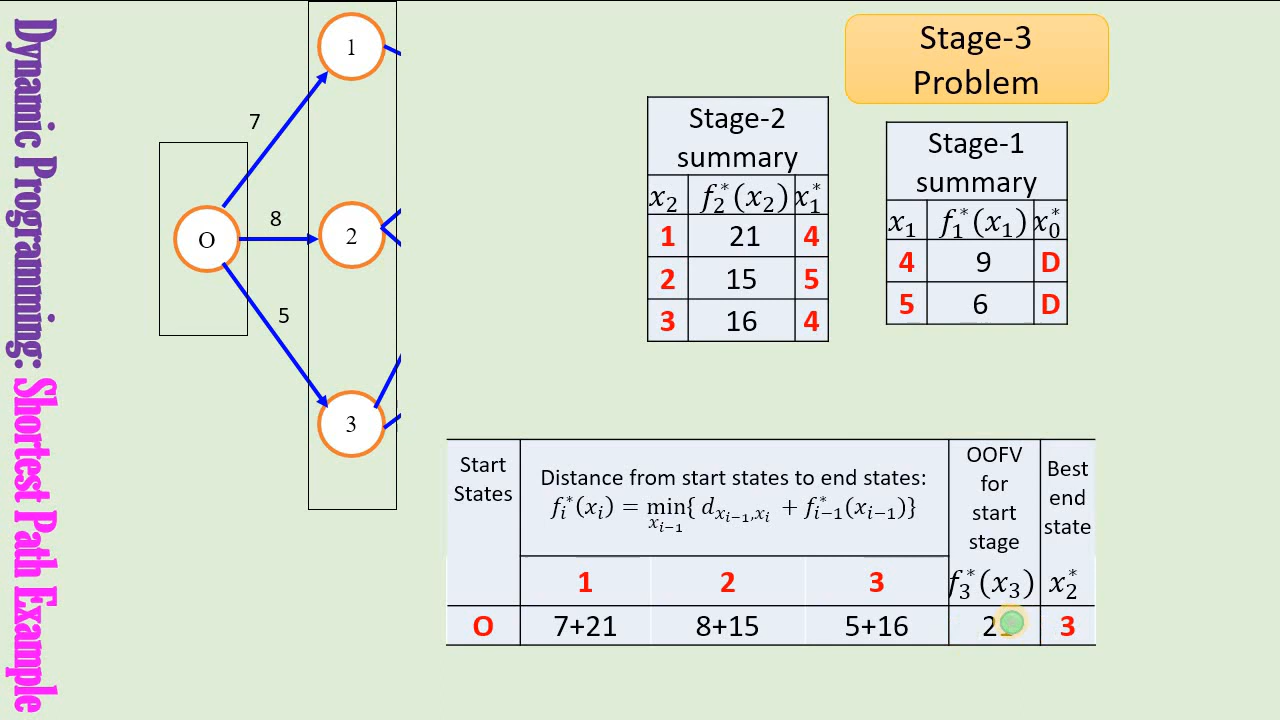 Dynamic Programming: Shortest Path Example
Stage-3
Problem
1
7
8
5
O
2
3
Stage-2
summary
x₂ f₂*(x₂) x₁*
1 21 4
2 15 5
3 16 4
Stage-1
summary
x₁ f₁*(x₁) x₀*
4 9 D
5 6 D
Start
States
Distance from start states to end states:
fᵢ*(xᵢ) = min{ d_{xᵢ₋₁,xᵢ} + fᵢ₋₁*(xᵢ₋₁)}
xᵢ₋₁
OOFV
for
start
stage
f₃*(x₃)
Best
end
state
x₂*
1 2 3
O 7+21 8+15 5+16 21 3